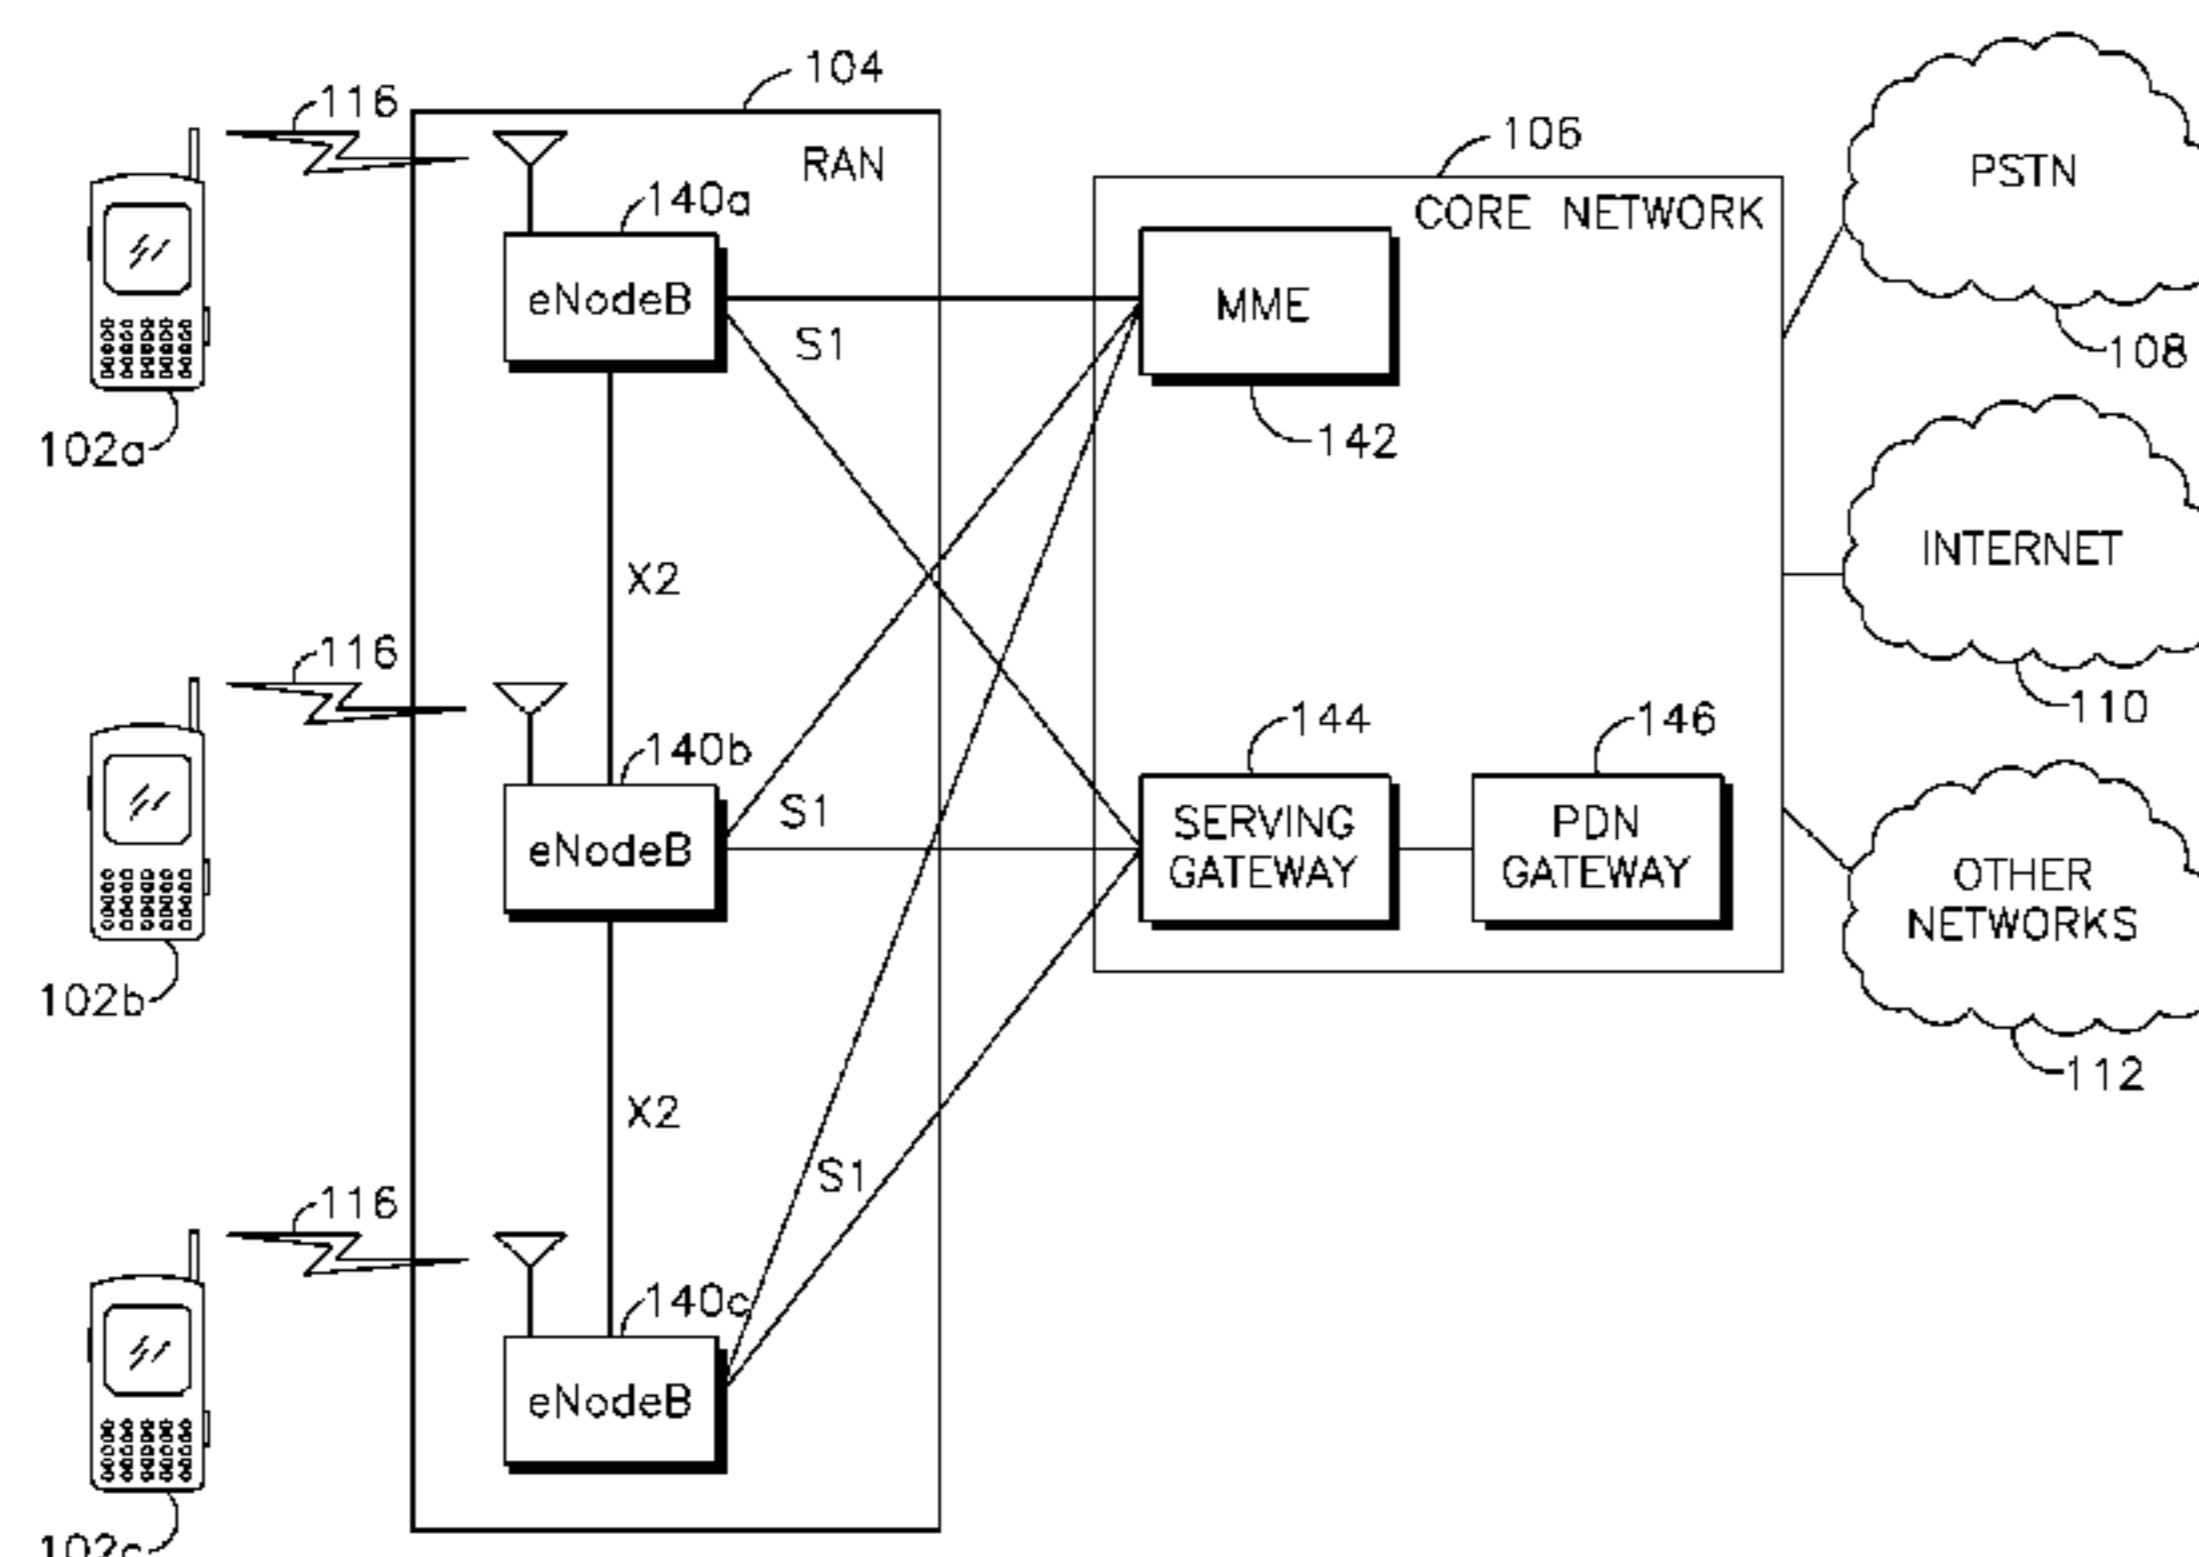 104
116
RAN
106
PSTN
140a
CORE NETWORK
eNodeB
MME
S1
108
102a
142
INTERNET
X2
116
110
144
146
140b
S1
SERVING
GATEWAY
PDN
GATEWAY
eNodeB
OTHER
NETWORKS
102b
112
X2
S1
116
140c
eNodeB
102c